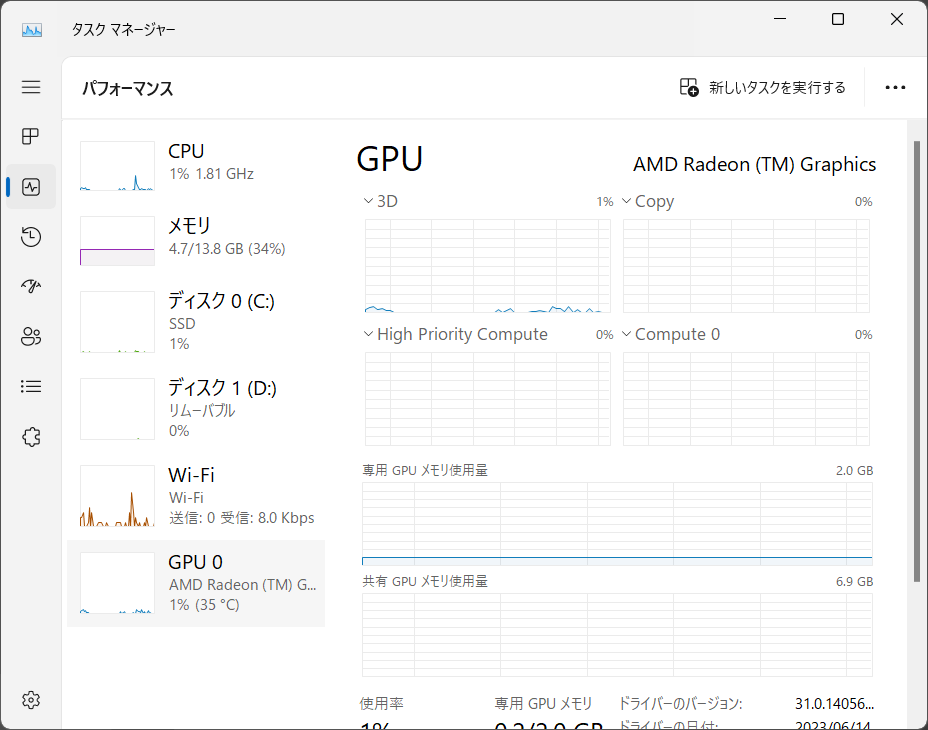 タスク マネージャー
パフォーマンス
新しいタスクを実行する
CPU
1% 1.81 GHz
メモリ
4.7/13.8 GB (34%)
ディスク 0 (C:)
SSD
1%
ディスク 1 (D:)
リムーバブル
0%
Wi-Fi
Wi-Fi
送信: 0 受信: 8.0 Kbps
GPU 0
AMD Radeon (TM) G...
1% (35 °C)
GPU
AMD Radeon (TM) Graphics
3D 1%
Copy 0%
High Priority Compute 0%
Compute 0 0%
専用 GPU メモリ使用量 2.0 GB
共有 GPU メモリ使用量 6.9 GB
使用率
1%
専用 GPU メモリ
0.2/2.0 GB
ドライバーのバージョン: 31.0.14056...
ドライバーの日付: 2023/06/14